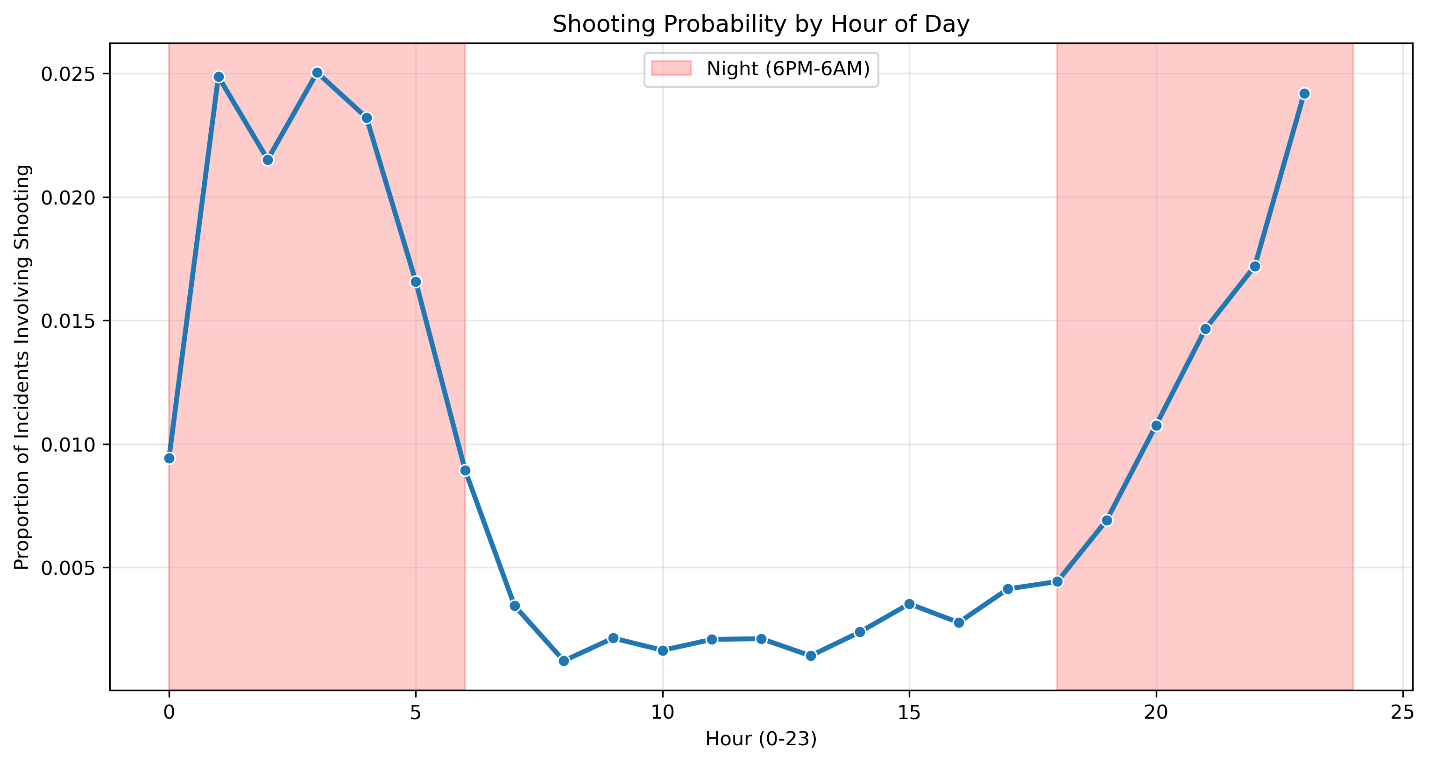 Shooting Probability by Hour of Day
Night (6PM-6AM)
Proportion of Incidents Involving Shooting
0.025
0.020
0.015
0.010
0.005
0 5 10 15 20 25
Hour (0-23)